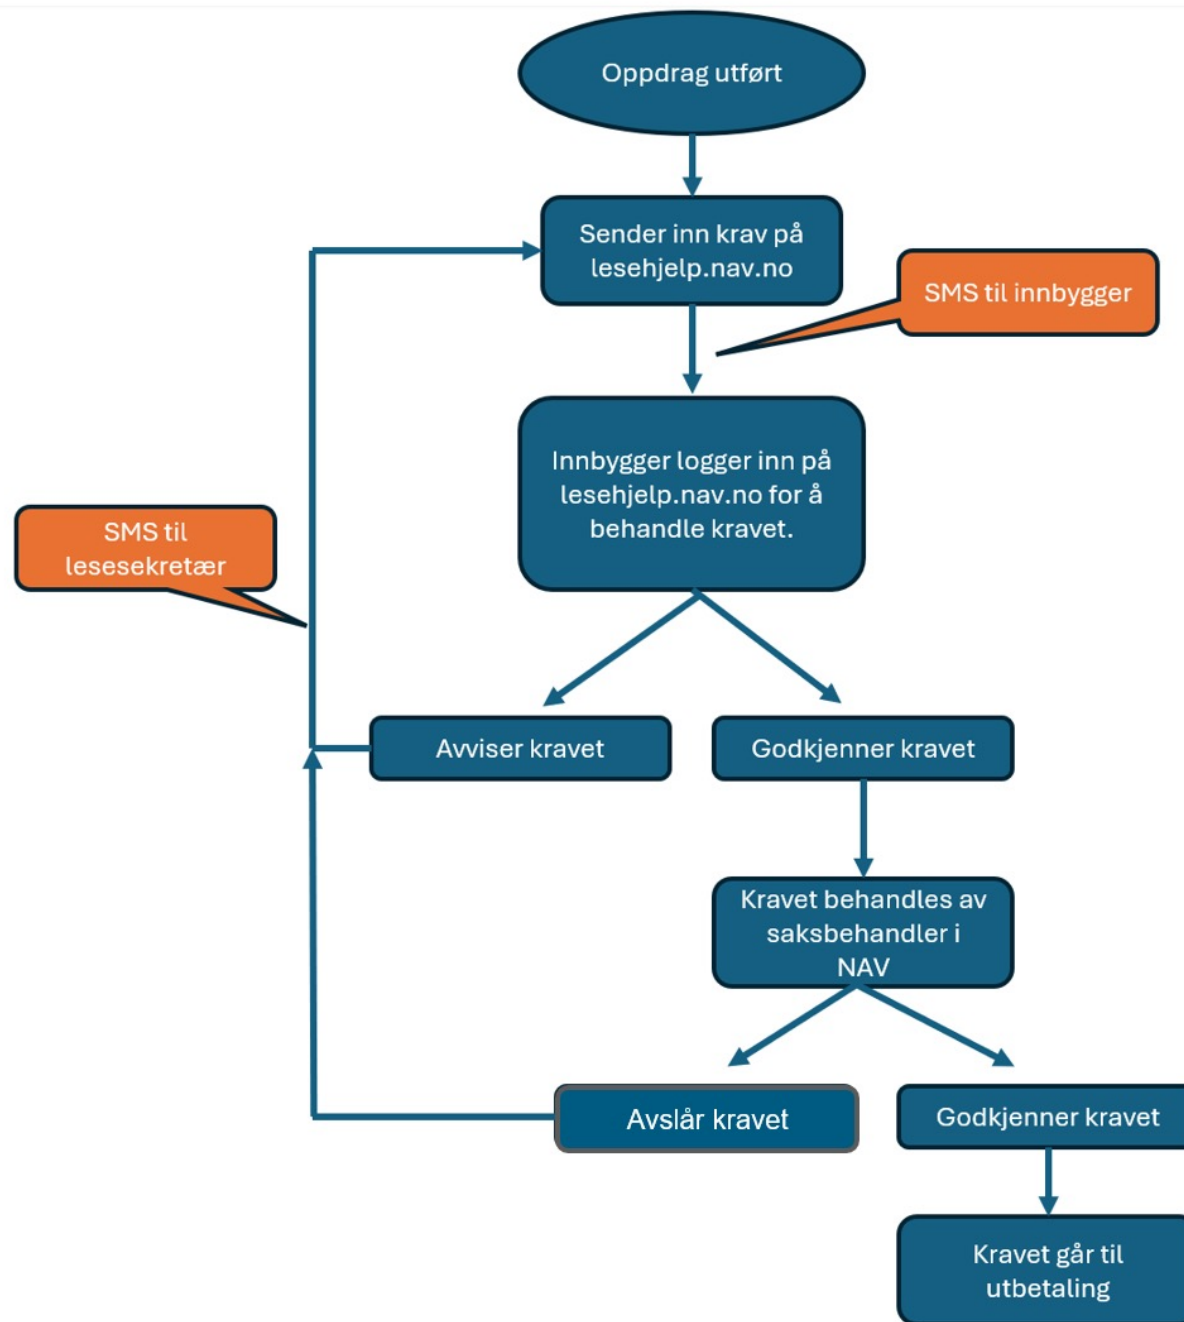 Oppdrag utført
Sender inn krav på
lesehjelp.nav.no
SMS til innbygger
Innbygger logger inn på
lesehjelp.nav.no for å
behandle kravet.
SMS til
lesesekretær
Avviser kravet
Godkjenner kravet
Kravet behandles av
saksbehandler i
NAV
Avslår kravet
Godkjenner kravet
Kravet går til
utbetaling